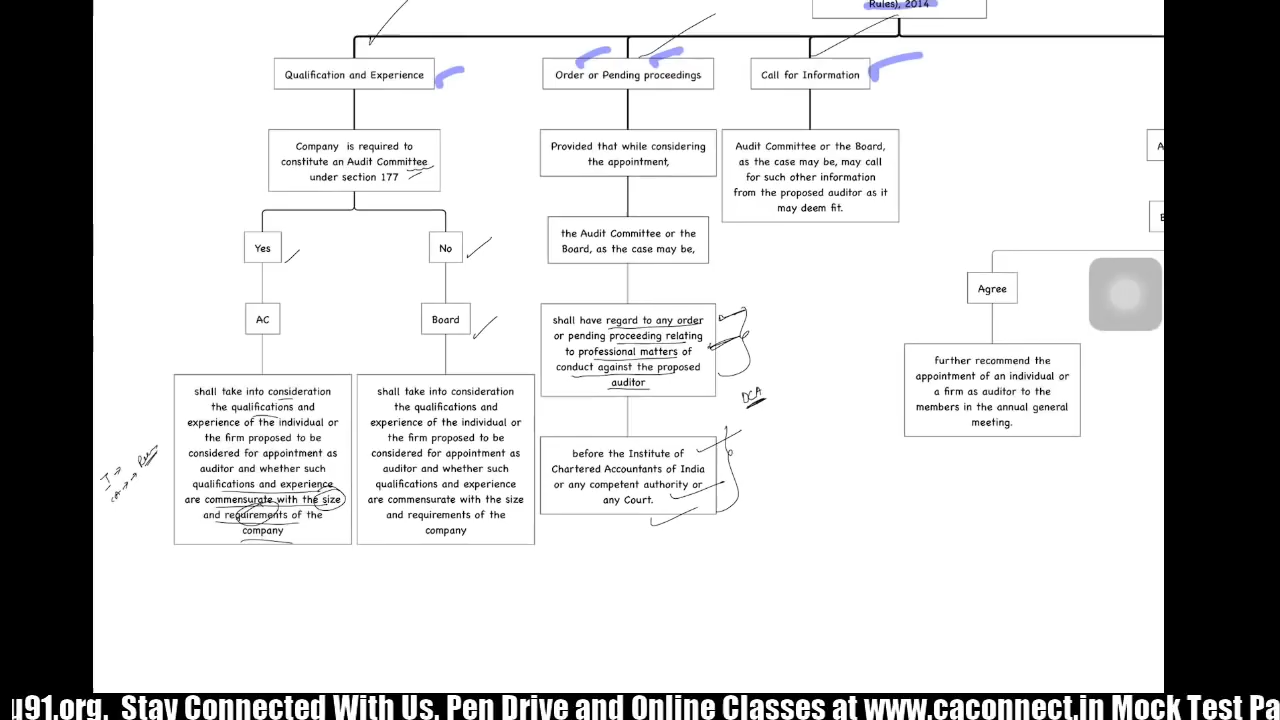 Rules), 2014
Qualification and Experience
Order or Pending proceedings
Call for Information
Company is required to
constitute an Audit Committee
under section 177
Provided that while considering
the appointment,
Audit Committee or the Board,
as the case may be, may call
for such other information
from the proposed auditor as it
may deem fit.
Yes
No
the Audit Committee or the
Board, as the case may be,
Agree
AC
Board
shall have regard to any order
or pending proceeding relating
to professional matters of
conduct against the proposed
auditor
further recommend the
appointment of an individual or
a firm as auditor to the
members in the annual general
meeting.
shall take into consideration
the qualifications and
experience of the individual or
the firm proposed to be
considered for appointment as
auditor and whether such
qualifications and experience
are commensurate with the size
and requirements of the
company
shall take into consideration
the qualifications and
experience of the individual or
the firm proposed to be
considered for appointment as
auditor and whether such
qualifications and experience
are commensurate with the size
and requirements of the
company
DCA
before the Institute of
Chartered Accountants of India
or any competent authority or
any Court.
u91.org. Stay Connected With Us. Pen Drive and Online Classes at www.caconnect.in Mock Test Pa